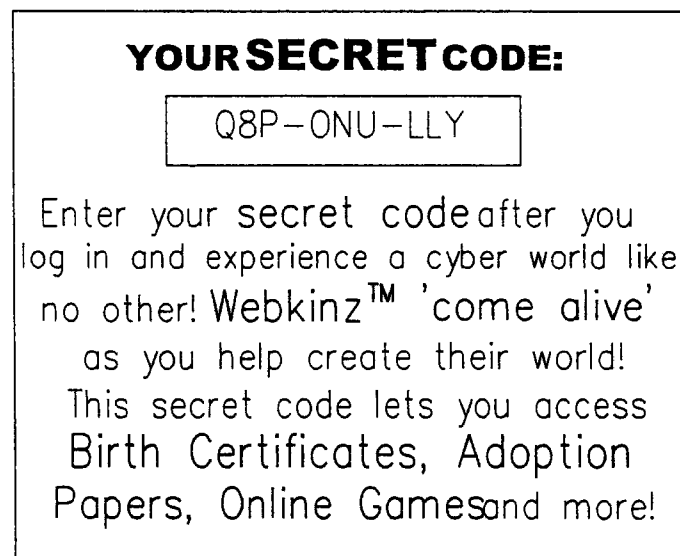 YOUR SECRET CODE:
Q8P-ONU-LLY
Enter your secret code after you
log in and experience a cyber world like
no other! Webkinz™ 'come alive'
as you help create their world!
This secret code lets you access
Birth Certificates, Adoption
Papers, Online Games and more!